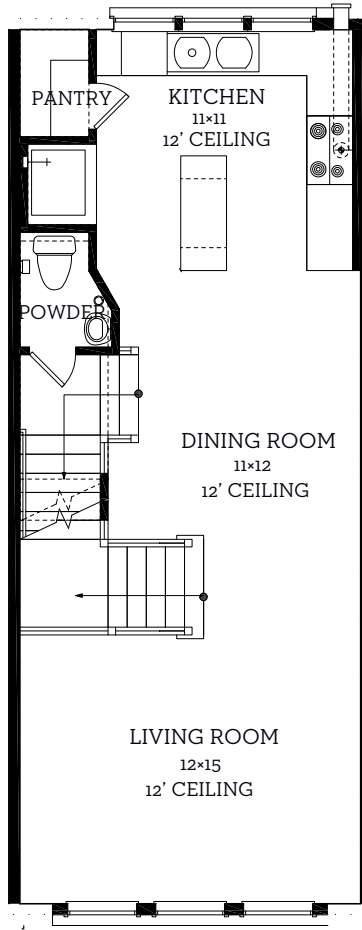 PANTRY
KITCHEN
11×11
12' CEILING
POWDER
DINING ROOM
11×12
12' CEILING
LIVING ROOM
12×15
12' CEILING